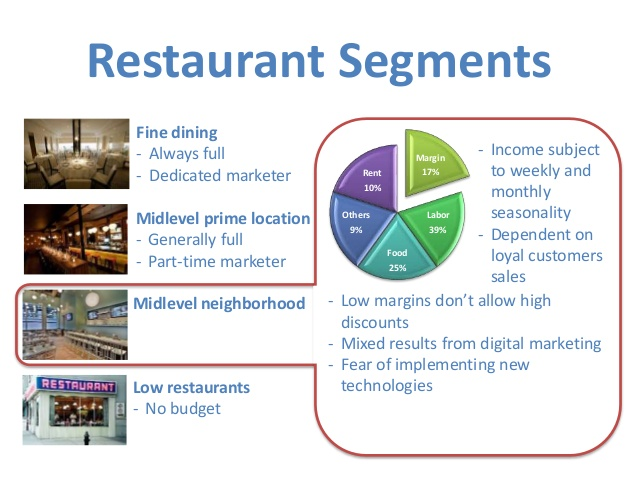 Restaurant Segments
Fine dining
- Always full
- Dedicated marketer
Midlevel prime location
- Generally full
- Part-time marketer
Midlevel neighborhood
Low restaurants
- No budget
RESTAURANT
Margin
17%
Labor
39%
Food
25%
Others
9%
Rent
10%
- Income subject
to weekly and
monthly
seasonality
- Dependent on
loyal customers
sales
- Low margins don't allow high
discounts
- Mixed results from digital marketing
- Fear of implementing new
technologies